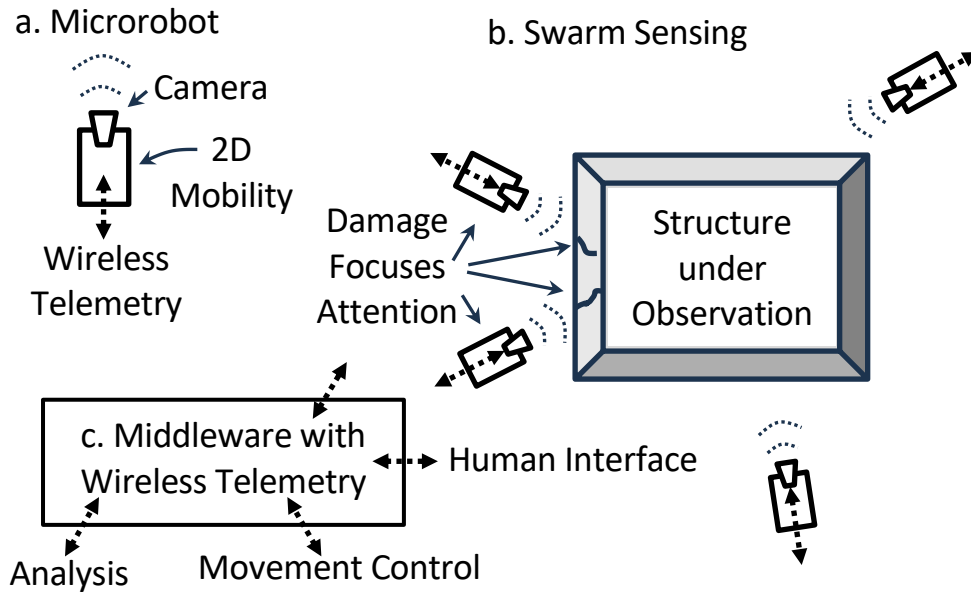 a. Microrobot
Camera
2D
Mobility
Wireless
Telemetry
b. Swarm Sensing
Damage
Focuses
Attention
Structure
under
Observation
c. Middleware with
Wireless Telemetry
Human Interface
Analysis
Movement Control